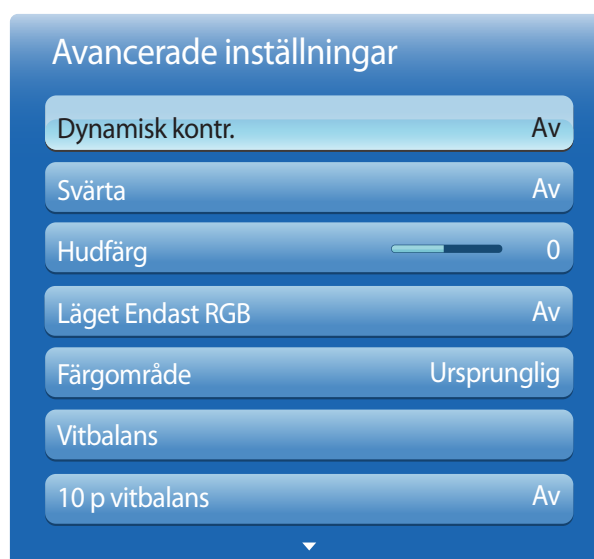 Avancerade inställningar
Dynamisk kontr. Av
Svärta Av
Hudfärg 0
Läget Endast RGB Av
Färgområde Ursprunglig
Vitbalans
10 p vitbalans Av